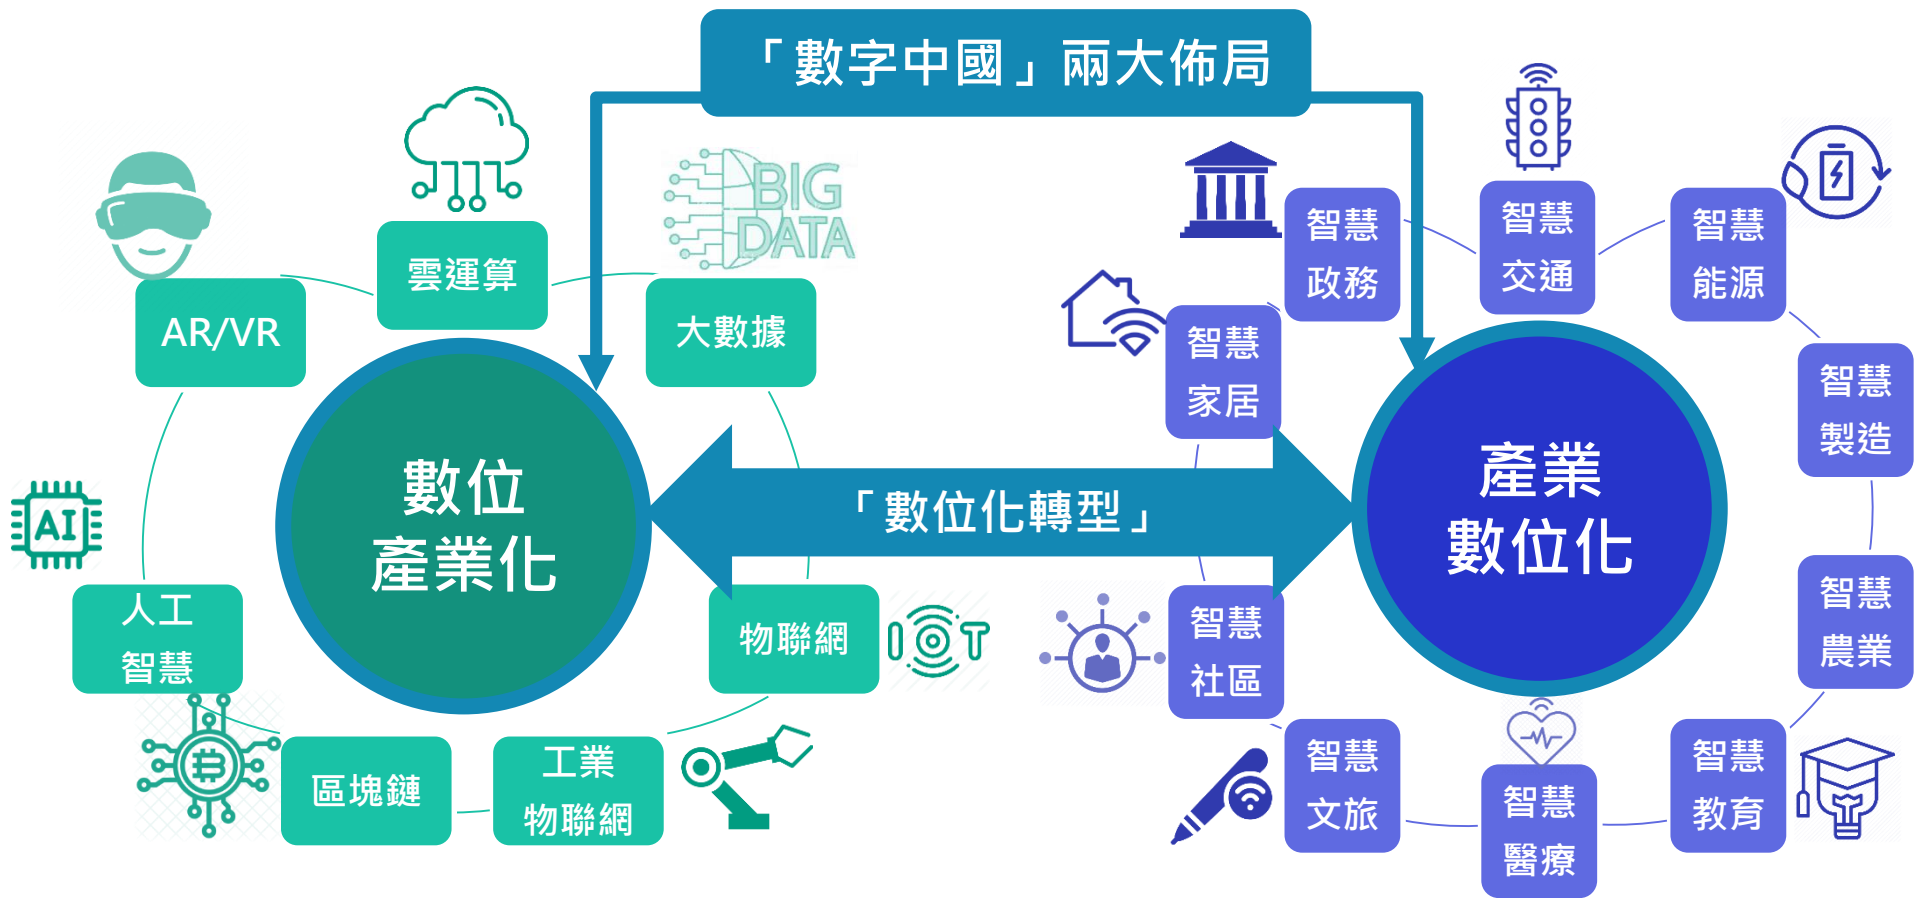 「數字中國」兩大佈局
BIG
DATA
雲運算
AR/VR
大數據
數位
產業化
AI
人工
智慧
物聯網
IOT
B
區塊鏈
工業
物聯網
「數位化轉型」
產業
數位化
智慧
政務
智慧
交通
智慧
能源
智慧
家居
智慧
製造
智慧
農業
智慧
社區
智慧
文旅
智慧
醫療
智慧
教育